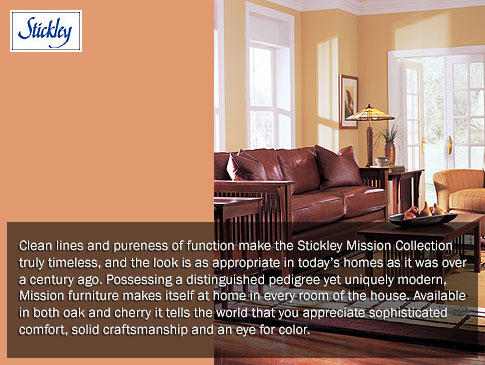 Stickley
Clean lines and pureness of function make the Stickley Mission Collection
truly timeless, and the look is as appropriate in today's homes as it was over
a century ago. Possessing a distinguished pedigree yet uniquely modern,
Mission furniture makes itself at home in every room of the house. Available
in both oak and cherry it tells the world that you appreciate sophisticated
comfort, solid craftsmanship and an eye for color.